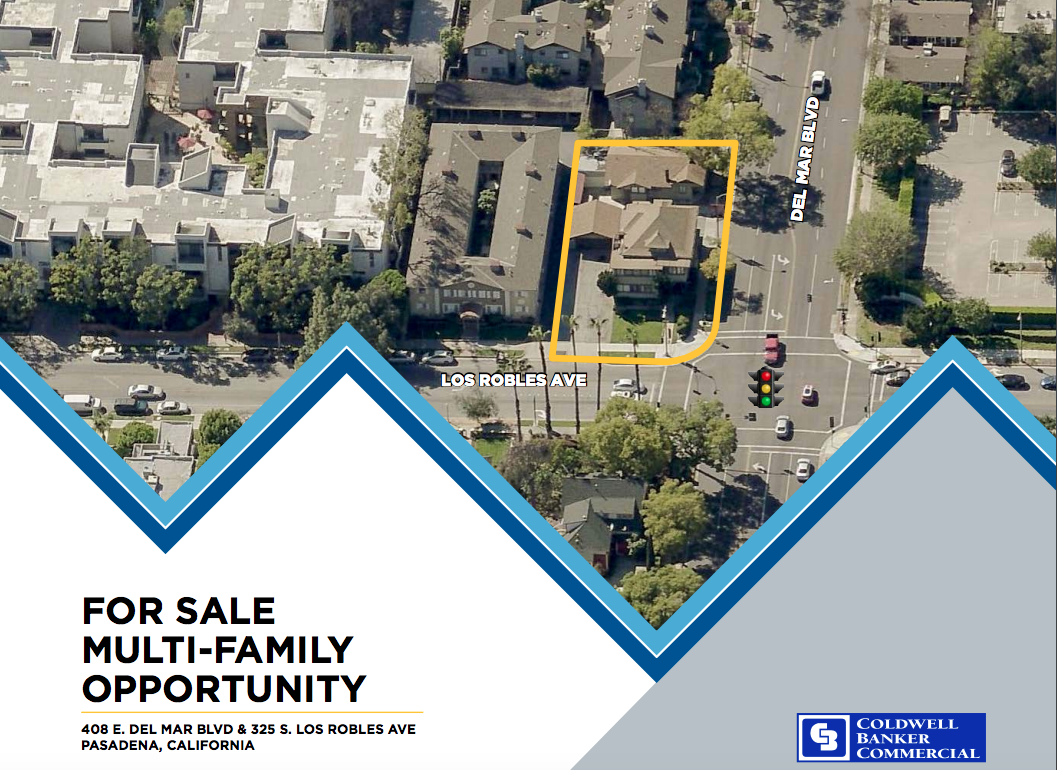 DEL MAR BLVD
LOS ROBLES AVE
FOR SALE
MULTI-FAMILY
OPPORTUNITY
408 E. DEL MAR BLVD & 325 S. LOS ROBLES AVE
PASADENA, CALIFORNIA
CB
COLDWELL
BANKER
COMMERCIAL